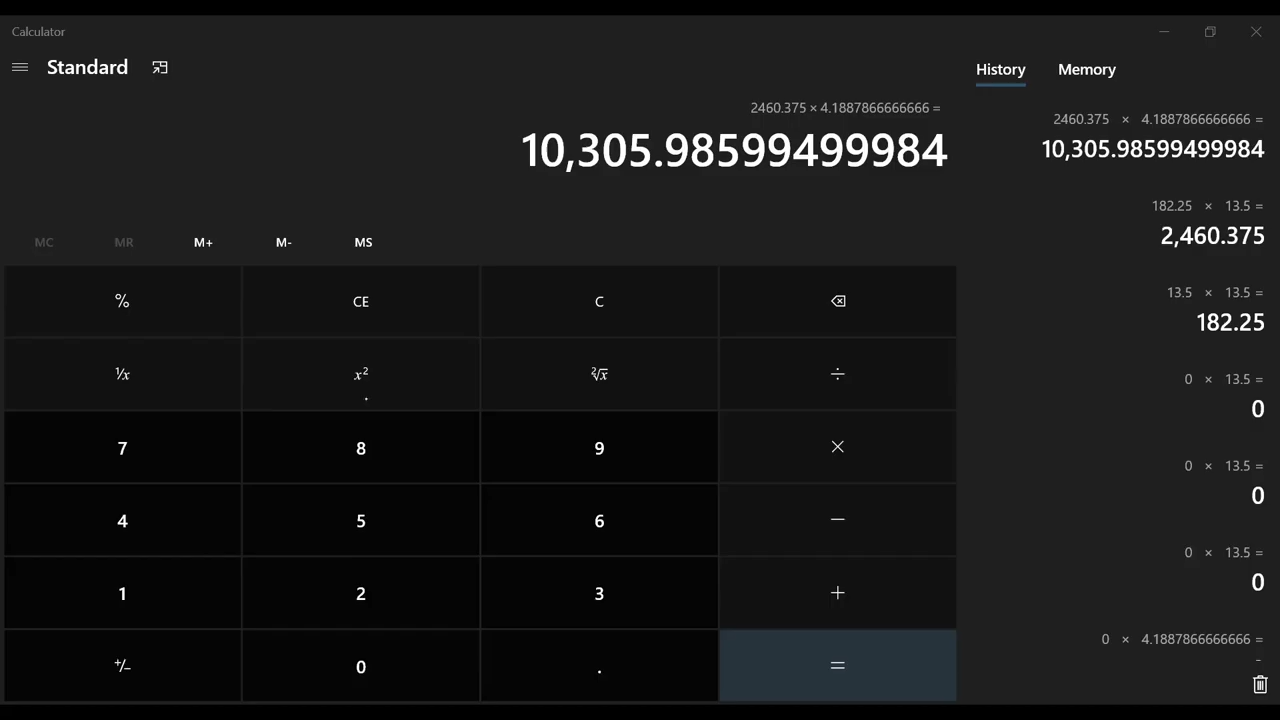 Calculator
Standard
History Memory
2460.375 × 4.1887866666666 =
10,305.98599499984
2460.375 × 4.1887866666666 =
10,305.98599499984
182.25 × 13.5 =
2,460.375
13.5 × 13.5 =
182.25
0 × 13.5 =
0
0 × 13.5 =
0
0 × 13.5 =
0
0 × 4.1887866666666 =
MC MR M+ M- MS
% CE C
⅟x x² ²√x ÷
7 8 9 ×
4 5 6 −
1 2 3 +
+/− 0 . =